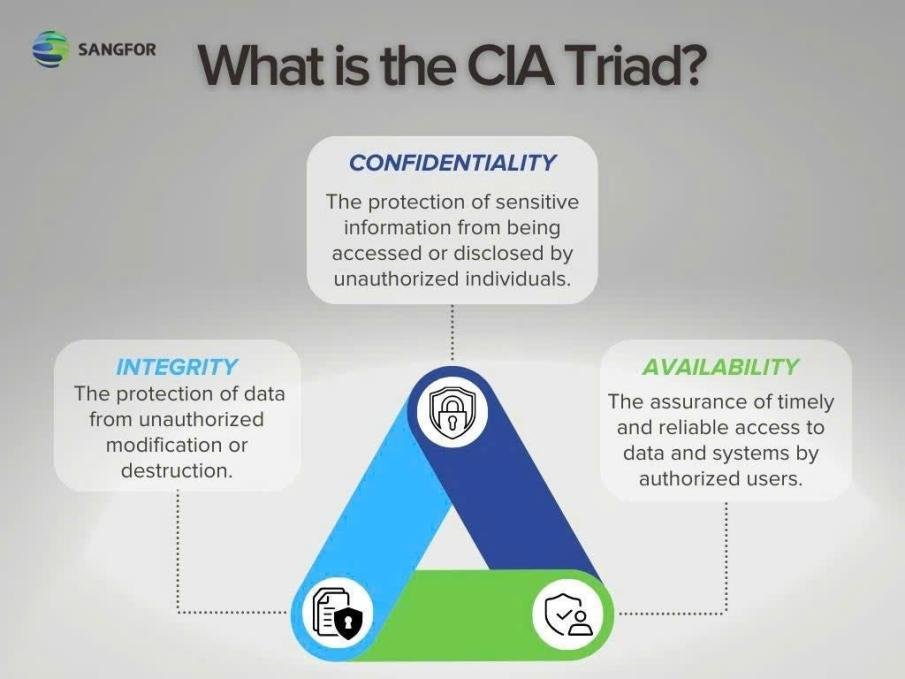 SANGFOR
What is the CIA Triad?
CONFIDENTIALITY
The protection of sensitive
information from being
accessed or disclosed by
unauthorized individuals.
INTEGRITY
The protection of data
from unauthorized
modification or
destruction.
AVAILABILITY
The assurance of timely
and reliable access to
data and systems by
authorized users.